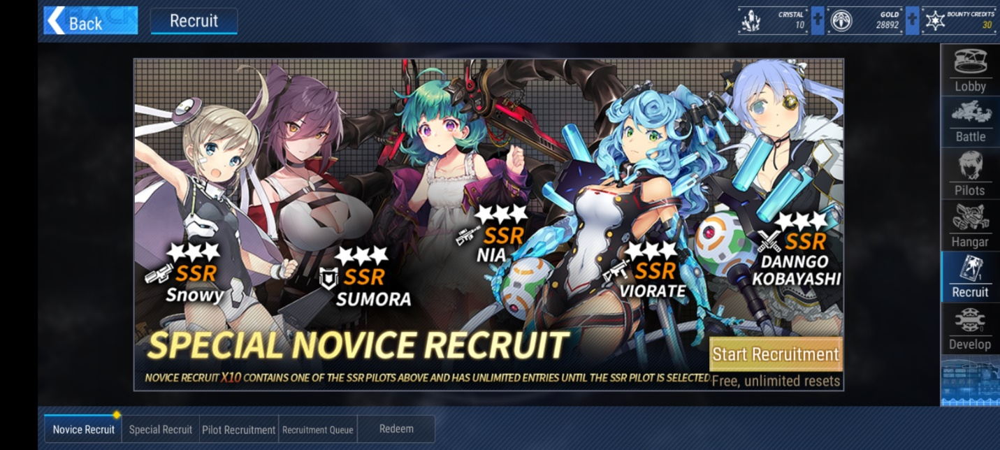 Back
Recruit
CRYSTAL
10
GOLD
28892
BOUNTY CREDITS
30
Lobby
Battle
Pilots
Hangar
1
Recruit
0
Develop
SSR
Snowy
SSR
SUMORA
SSR
NIA
SSR
VIORATE
SSR
DANNGO
KOBAYASHI
SPECIAL NOVICE RECRUIT
Start Recruitment
NOVICE RECRUIT X10 CONTAINS ONE OF THE SSR PILOTS ABOVE AND HAS UNLIMITED ENTRIES UNTIL THE SSR PILOT IS SELECTED
Free, unlimited resets
Novice Recruit
Special Recruit
Pilot Recruitment
Recruitment Queue
Redeem